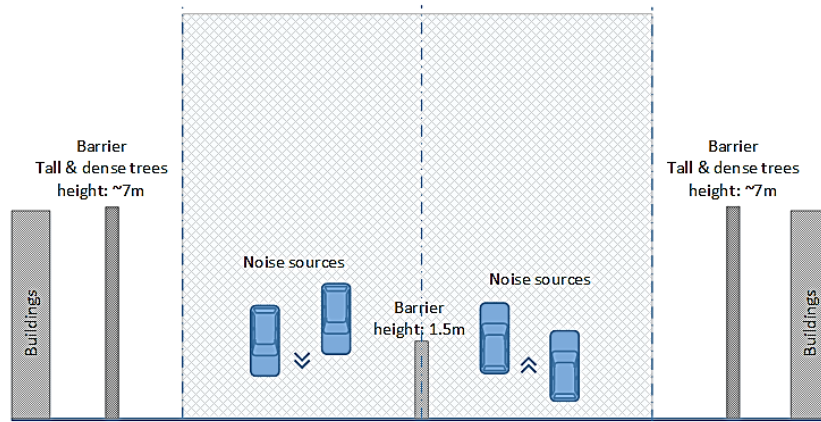 Barrier
Tall & dense trees
height: ~7m
Barrier
Tall & dense trees
height: ~7m
Noise sources
Noise sources
Barrier
height: 1.5m
Buildings
Buildings